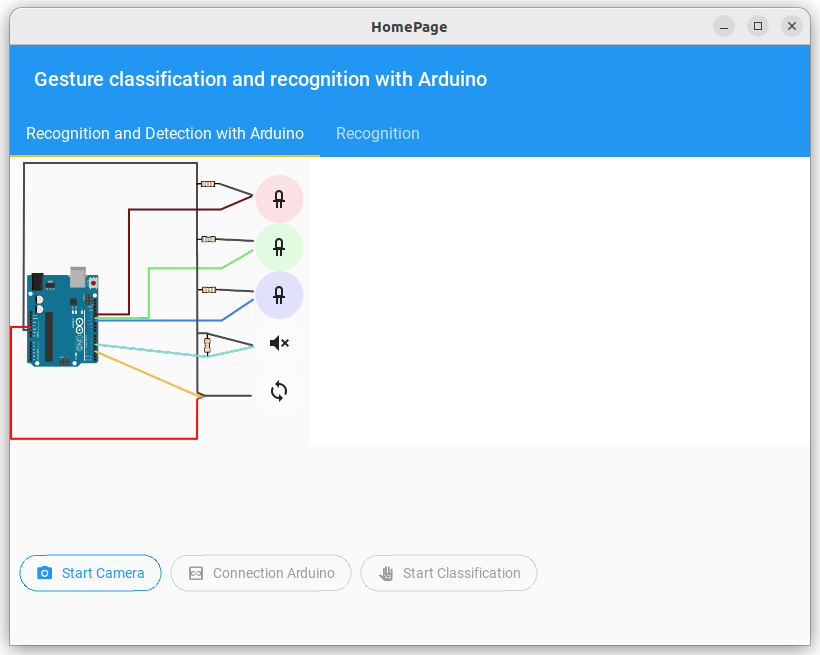 HomePage
Gesture classification and recognition with Arduino
Recognition and Detection with Arduino
Recognition
UNO
Start Camera
Connection Arduino
Start Classification